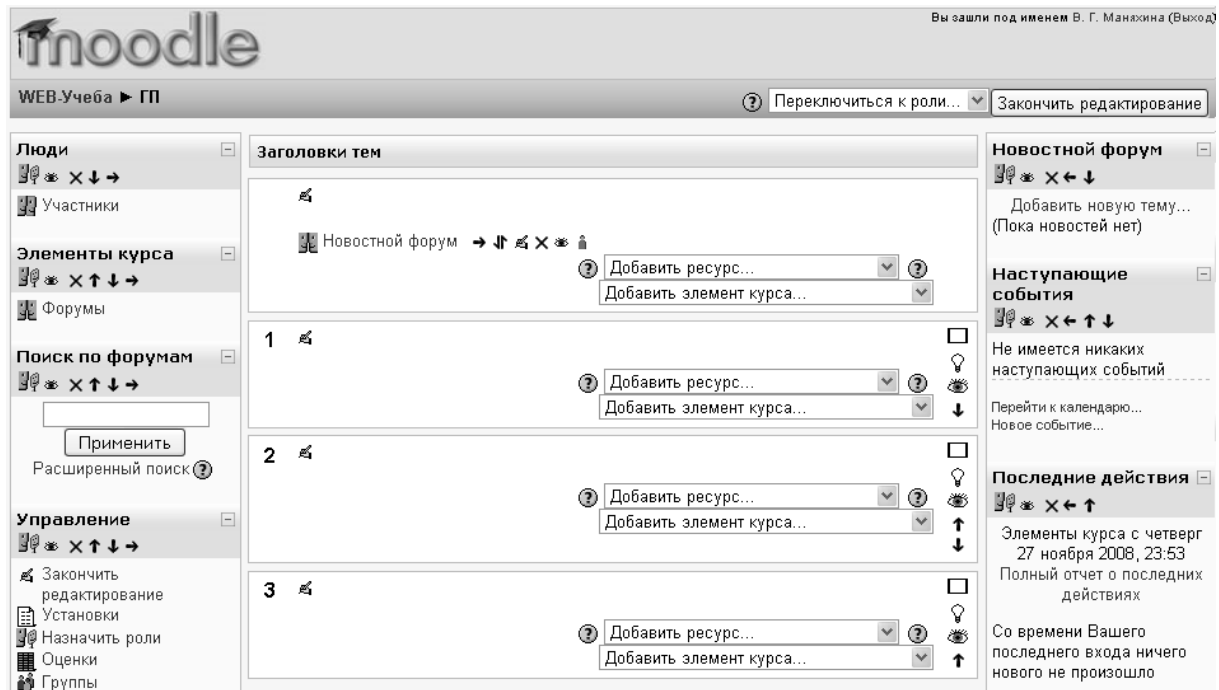 moodle
Вы зашли под именем В. Г. Маняхина (Выход)
WEB-Учеба ► ГП
Переключиться к роли...
Закончить редактирование
Люди
Участники
Элементы курса
Форумы
Поиск по форумам
Применить
Расширенный поиск
Управление
Закончить
редактирование
Установки
Назначить роли
Оценки
Группы
Заголовки тем
Новостной форум
Добавить ресурс...
Добавить элемент курса...
1
Добавить ресурс...
Добавить элемент курса...
2
Добавить ресурс...
Добавить элемент курса...
3
Добавить ресурс...
Добавить элемент курса...
Новостной форум
Добавить новую тему...
(Пока новостей нет)
Наступающие
события
Не имеется никаких
наступающих событий
Перейти к календарю...
Новое событие...
Последние действия
Элементы курса с четверг
27 ноября 2008, 23:53
Полный отчет о последних
действиях
Со времени Вашего
последнего входа ничего
нового не произошло